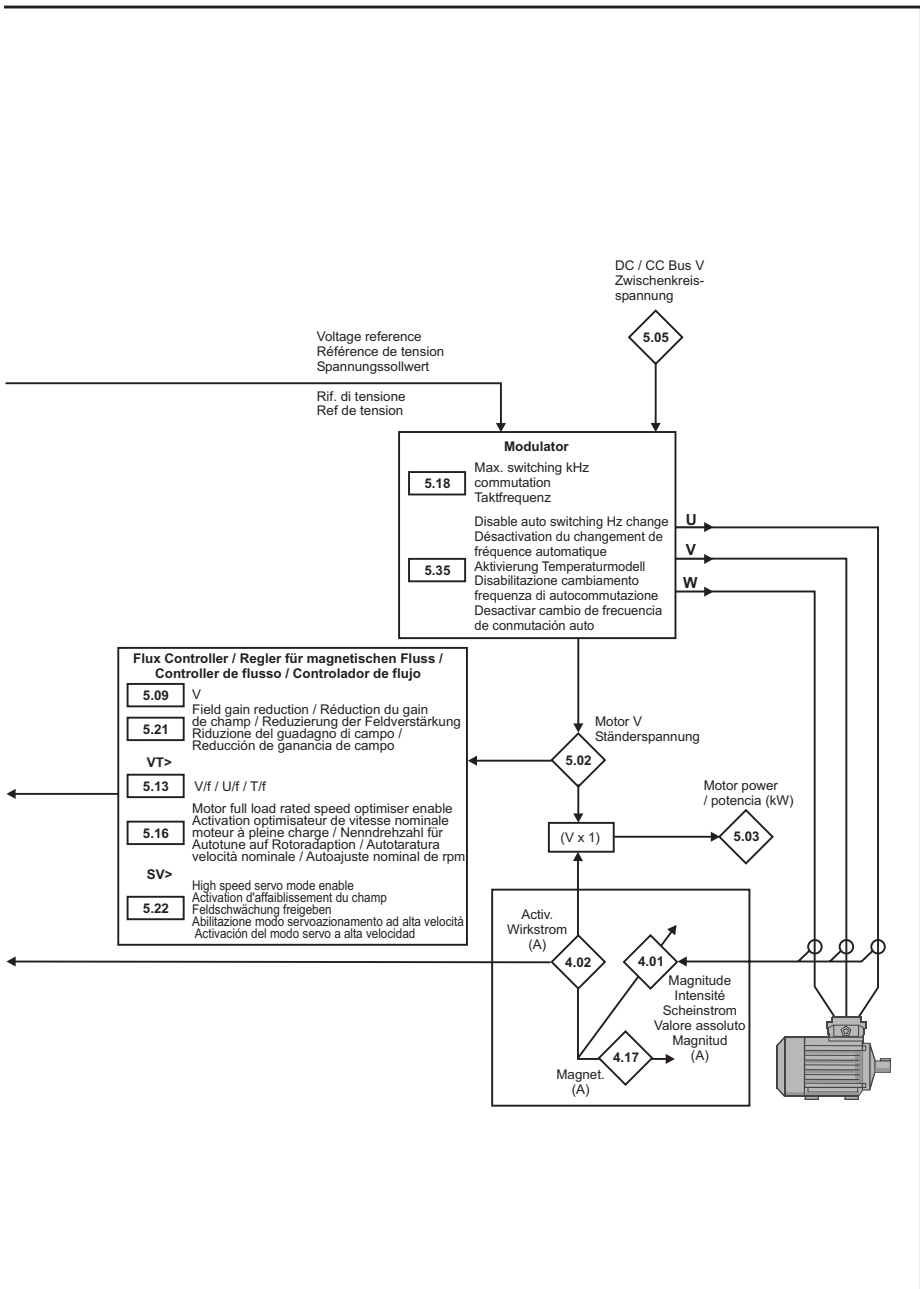 DC / CC Bus V
Zwischenkreis-
spannung
5.05
Voltage reference
Référence de tension
Spannungssollwert
Rif. di tensione
Ref de tension
Modulator
5.18
Max. switching kHz
commutation
Taktfrequenz
5.35
Disable auto switching Hz change
Désactivation du changement de
fréquence automatique
Aktivierung Temperaturmodell
Disabilitazione cambiamento
frequenza di autocommutazione
Desactivar cambio de frecuencia
de conmutación auto
U
V
W
Flux Controller / Regler für magnetischen Fluss /
Controller de flusso / Controlador de flujo
5.09
V
5.21
Field gain reduction / Réduction du gain
de champ / Reduzierung der Feldverstärkung
Riduzione del guadagno di campo /
Reducción de ganancia de campo
VT>
5.13
V/f / U/f / T/f
5.16
Motor full load rated speed optimiser enable
Activation optimisateur de vitesse nominale
moteur à pleine charge / Nenndrehzahl für
Autotune auf Rotoradaption / Autotaratura
velocità nominale / Autoajuste nominal de rpm
SV>
5.22
High speed servo mode enable
Activation d'affaiblissement du champ
Feldschwächung freigeben
Abilitazione modo servoazionamento ad alta velocità
Activación del modo servo a alta velocidad
Motor V
Ständerspannung
5.02
Motor power
/ potencia (kW)
(V x 1)
5.03
Activ.
Wirkstrom
(A)
4.02
4.01
Magnitude
Intensité
Scheinstrom
Valore assoluto
Magnitud
(A)
4.17
Magnet.
(A)